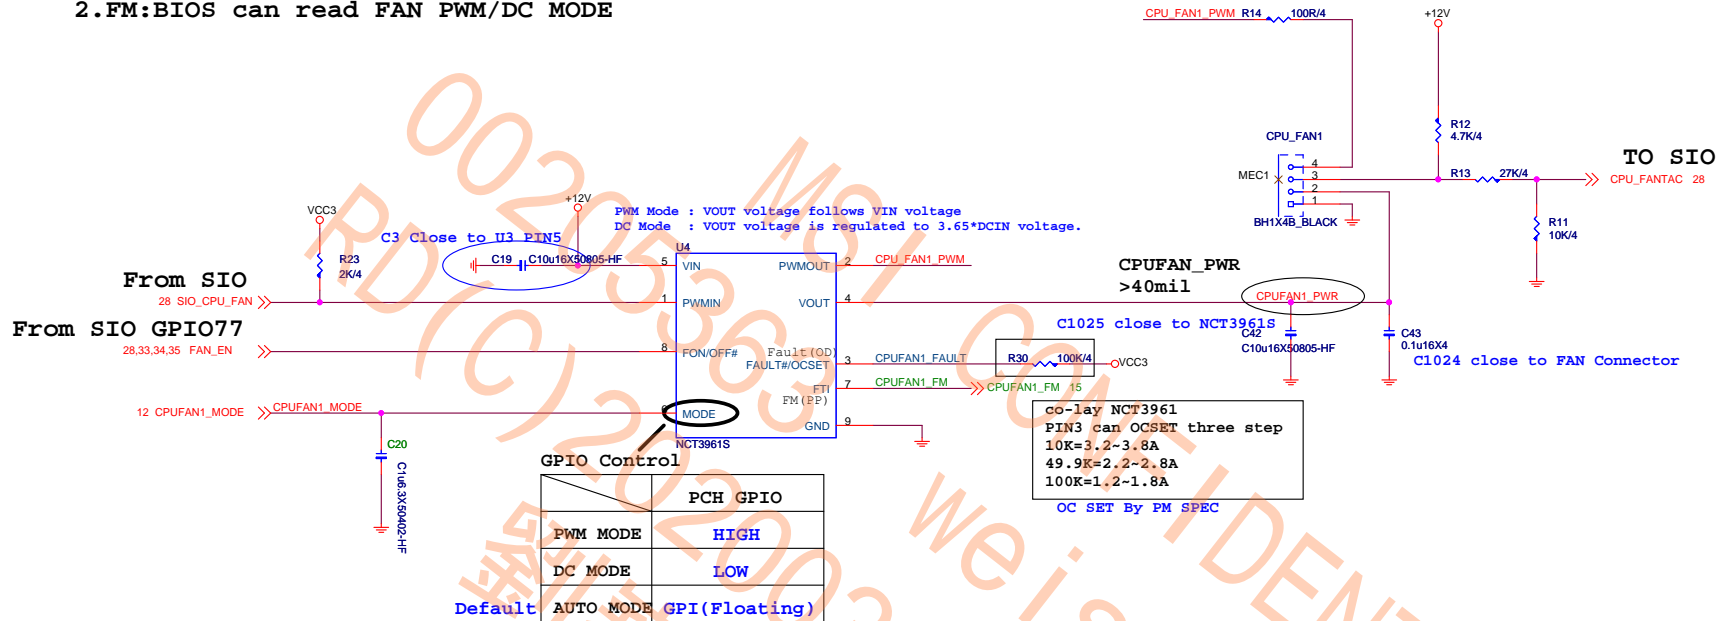 2.FM:BIOS can read FAN PWM/DC MODE
CPU_FAN1_PWM R14 100R/4
+12V
R12
4.7K/4
CPU_FAN1
MEC1
4
3
2
1
BH1X4B_BLACK
R13 27K/4
TO SIO
CPU_FANTAC 28
R11
10K/4
VCC3
+12V
PWM Mode : VOUT voltage follows VIN voltage
DC Mode : VOUT voltage is regulated to 3.65*DCIN voltage.
C3 Close to U3 PIN5
R23
2K/4
C19 C10u16X50805-HF
U4
5 VIN
PWMOUT 2 CPU_FAN1_PWM
From SIO
28 SIO_CPU_FAN
1 PWMIN
VOUT 4
CPUFAN_PWR
>40mil
CPUFAN1_PWR
From SIO GPIO77
28,33,34,35 FAN_EN
8 FON/OFF#
Fault(OD)
FAULT#/OCSET 3 CPUFAN1_FAULT
R30 100K/4
VCC3
C1025 close to NCT3961S
C42
C10u16X50805-HF
C43
0.1u16X4
C1024 close to FAN Connector
FTI 7 CPUFAN1_FM
CPUFAN1_FM 15
FM(PP)
12 CPUFAN1_MODE
CPUFAN1_MODE
MODE
GND 9
NCT3961S
C20
C1u6.3X50402-HF
co-lay NCT3961
PIN3 can OCSET three step
10K=3.2~3.8A
49.9K=2.2~2.8A
100K=1.2~1.8A
OC SET By PM SPEC
GPIO Control
PCH GPIO
PWM MODE HIGH
DC MODE LOW
Default AUTO MODE GPI(Floating)
MSI CONFIDENT
0020536363
weis
RD(C)202002